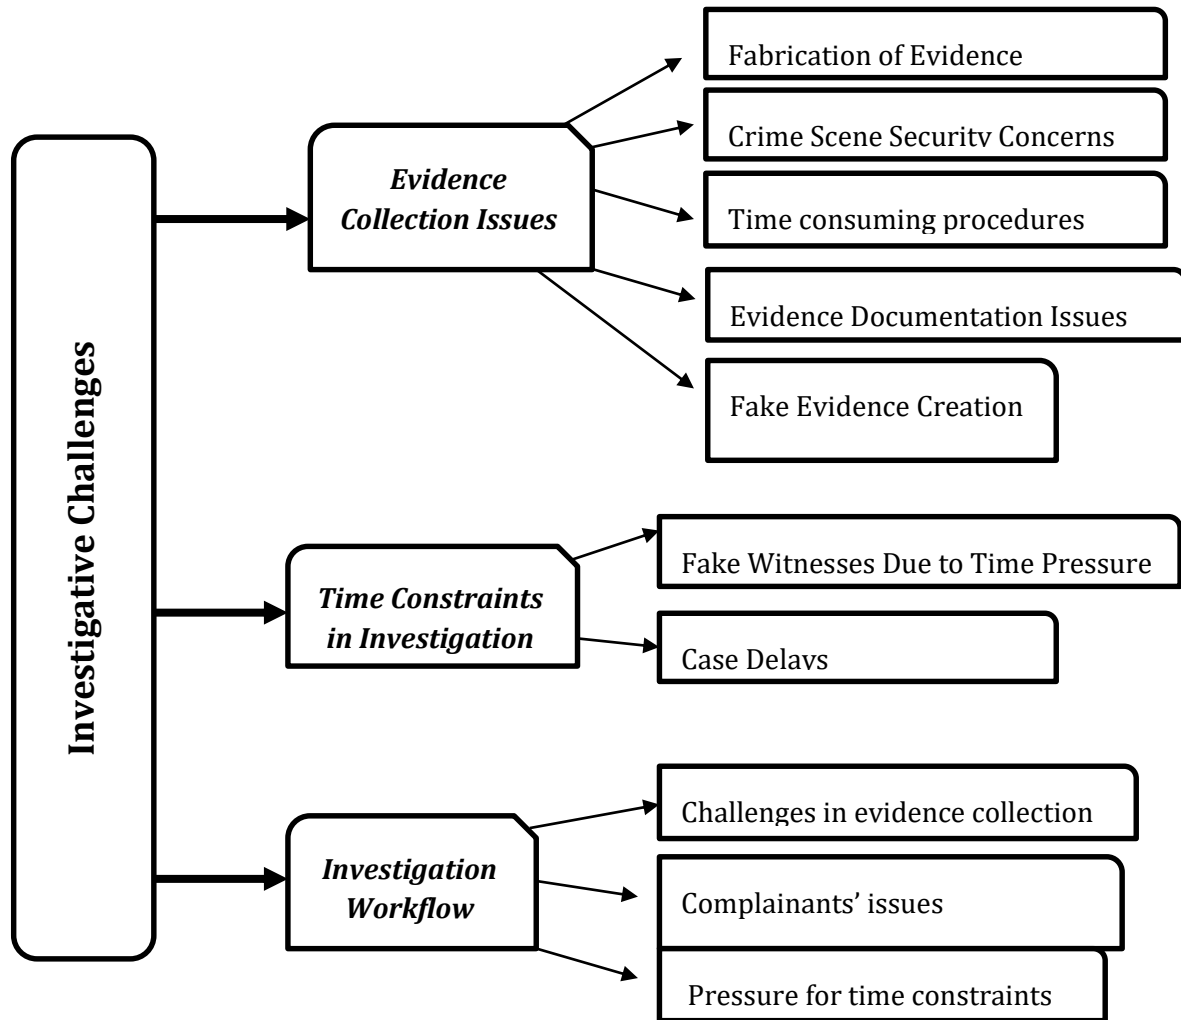 Investigative Challenges
Evidence
Collection Issues
Fabrication of Evidence
Crime Scene Security Concerns
Time consuming procedures
Evidence Documentation Issues
Fake Evidence Creation
Time Constraints
in Investigation
Fake Witnesses Due to Time Pressure
Case Delays
Investigation
Workflow
Challenges in evidence collection
Complainants’ issues
Pressure for time constraints